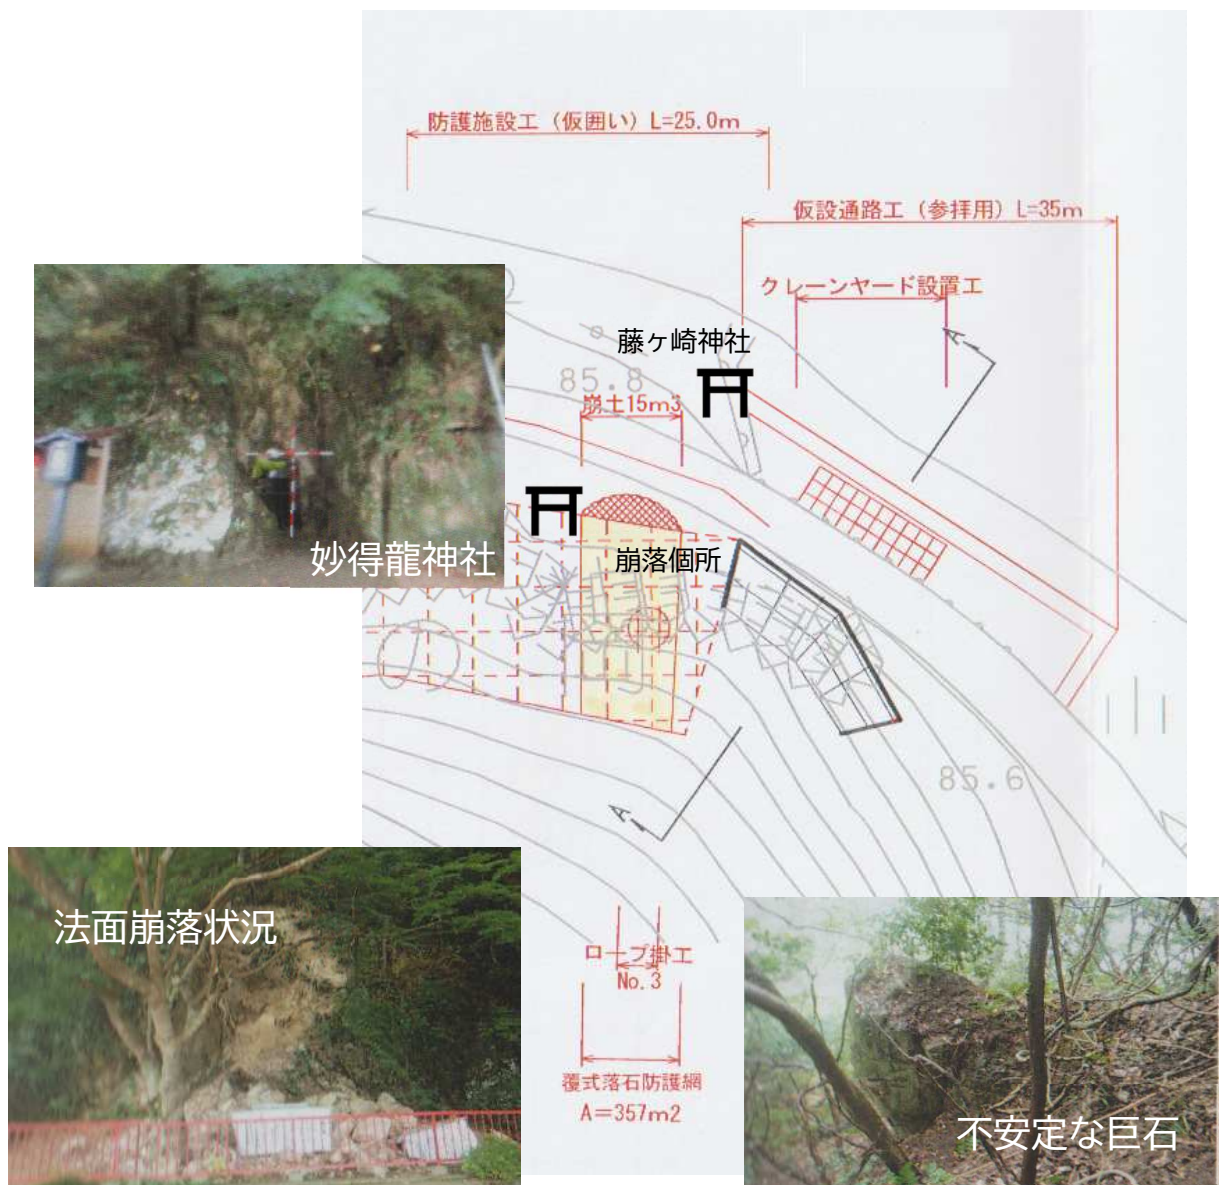 防護施設工（仮囲い）L=25.0m
仮設通路工（参拝用）L=35m
クレーンヤード設置工
A
藤ヶ崎神社
85.8
崩土15m3
崩落個所
妙得龍神社
85.6
A
法面崩落状況
ロープ掛工
No.3
覆式落石防護網
A=357m2
不安定な巨石